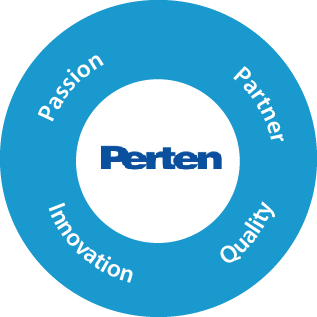 Passion
Partner
Perten
Innovation
Quality